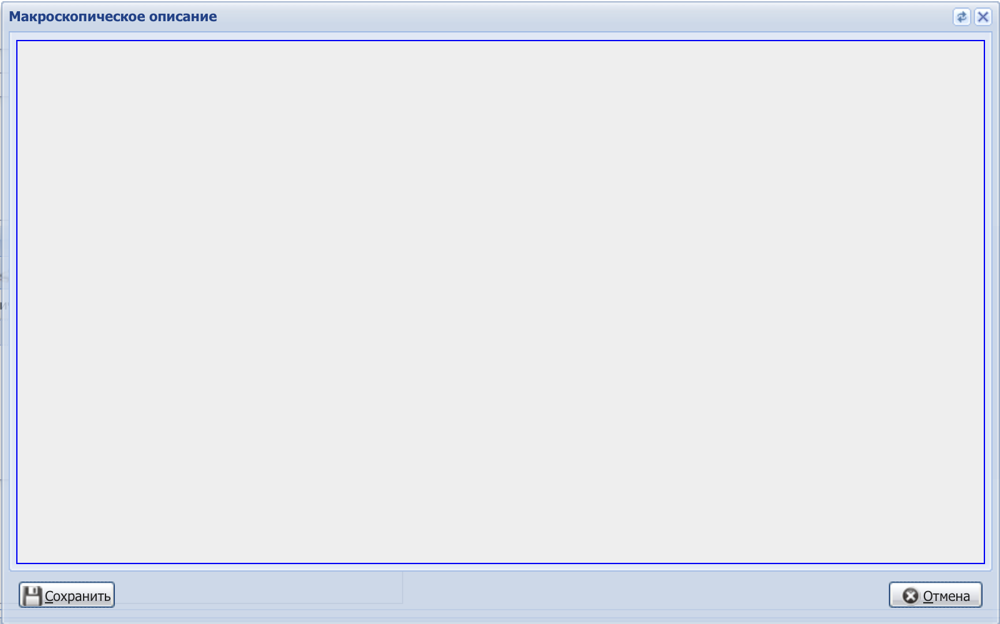 Макроскопическое описание
Сохранить
Отмена